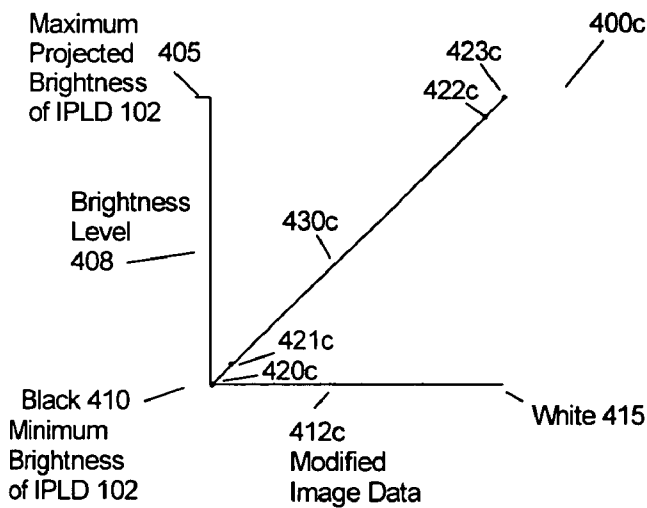 Maximum
Projected 405
Brightness
of IPLD 102
423c
400c
422c
Brightness
Level
408
430c
421c
420c
Black 410
Minimum
Brightness
of IPLD 102
412c
Modified
Image Data
White 415